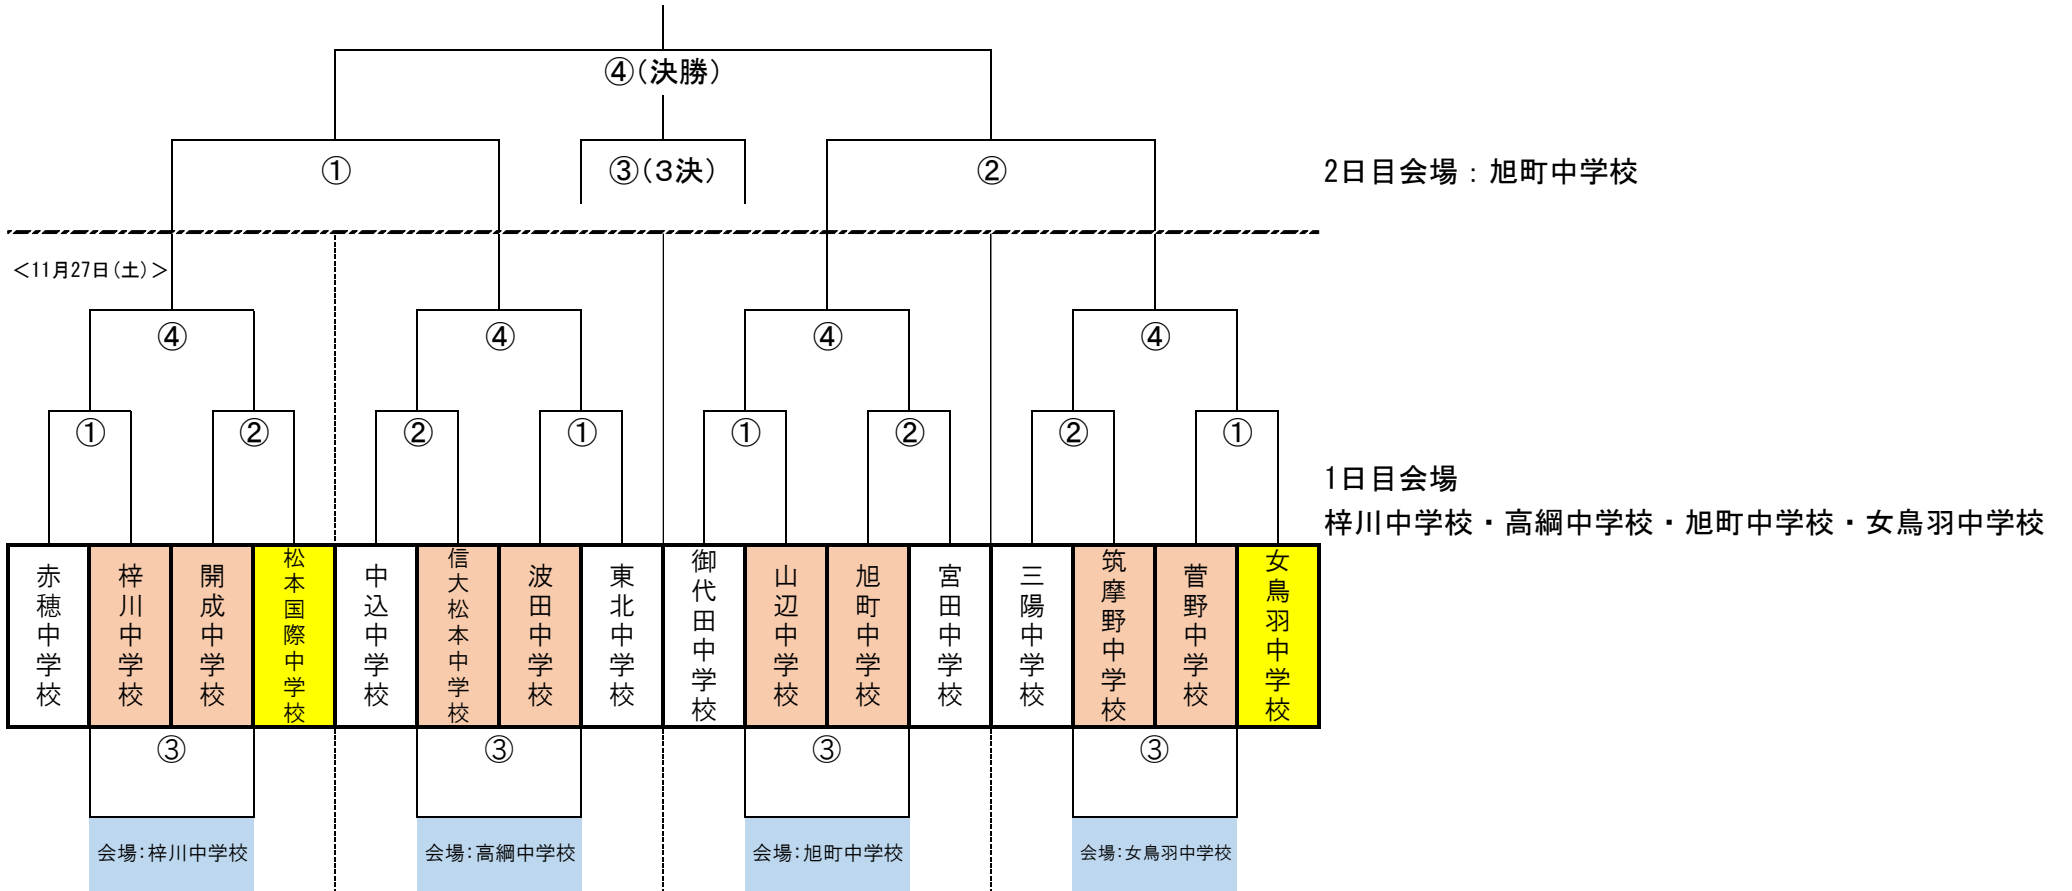 ④(決勝)
①
③(３決)
②
2日目会場：旭町中学校
＜11月27日(土)＞
④
④
④
④
①
②
②
①
①
②
②
①
1日目会場
梓川中学校・高綱中学校・旭町中学校・女鳥羽中学校
赤穂中学校
梓川中学校
開成中学校
松本国際中学校
中込中学校
信大松本中学校
波田中学校
東北中学校
御代田中学校
山辺中学校
旭町中学校
宮田中学校
三陽中学校
筑摩野中学校
菅野中学校
女鳥羽中学校
③
③
③
③
会場:梓川中学校
会場:高綱中学校
会場:旭町中学校
会場:女鳥羽中学校